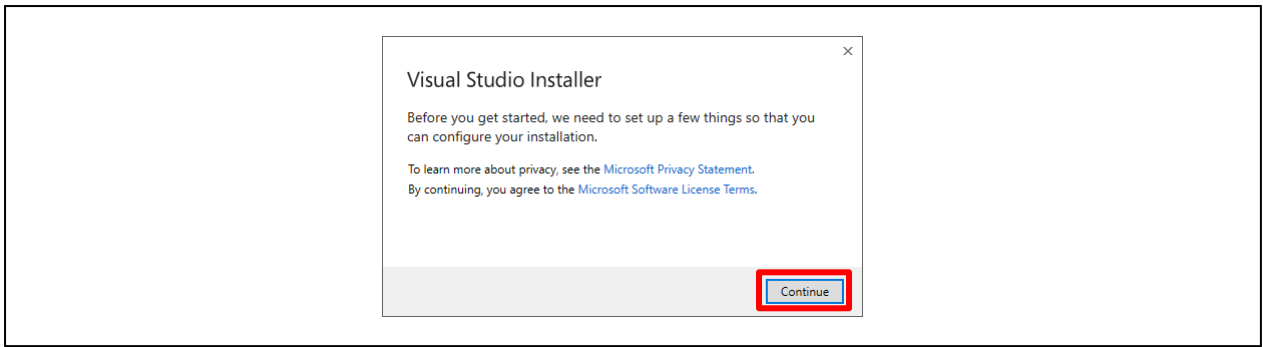 Visual Studio Installer
Before you get started, we need to set up a few things so that you
can configure your installation.
To learn more about privacy, see the Microsoft Privacy Statement.
By continuing, you agree to the Microsoft Software License Terms.
Continue